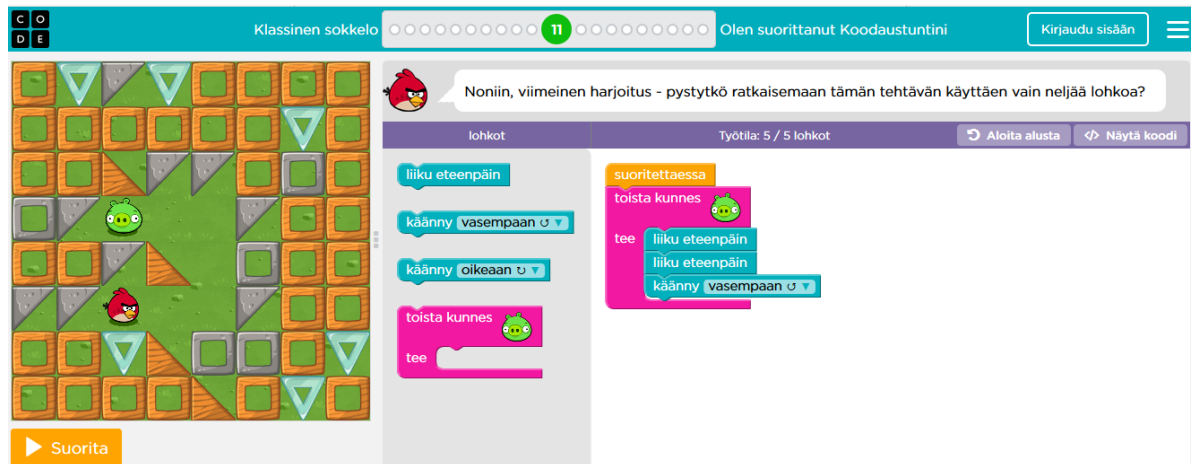 C O
D E
Klassinen sokkelo
11
Olen suorittanut Koodaustuntini
Kirjaudu sisään
Noniin, viimeinen harjoitus - pystytkö ratkaisemaan tämän tehtävän käyttäen vain neljää lohkoa?
lohkot
Työtila: 5 / 5 lohkot
Aloita alusta
</> Näytä koodi
liiku eteenpäin
käänny vasempaan ↺ ▼
käänny oikeaan ↻ ▼
toista kunnes
tee
suoritettaessa
toista kunnes
tee liiku eteenpäin
liiku eteenpäin
käänny vasempaan ↺ ▼
Suorita